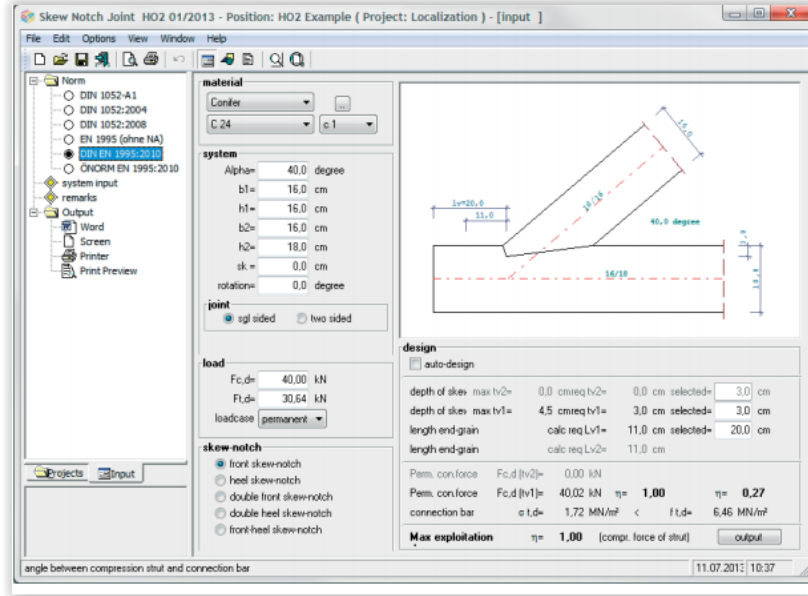 Skew Notch Joint HO2 01/2013 - Position: HO2 Example ( Project: Localization ) - [input ]
File Edit Options View Window Help
Norm
DIN 1052-A1
DIN 1052:2004
DIN 1052:2008
EN 1995 (ohne NA)
DIN EN 1995:2010
ÖNORM EN 1995:2010
system input
remarks
Output
Word
Screen
Printer
Print Preview
Projects Input
material
Conifer ...
C 24 c 1
system
Alpha= 40,0 degree
b1= 16,0 cm
h1= 16,0 cm
b2= 16,0 cm
h2= 18,0 cm
sk = 0,0 cm
rotation= 0,0 degree
joint
sgl sided two sided
load
Fc,d= 40,00 kN
Ft,d= 30,64 kN
loadcase permanent
skew-notch
front skew-notch
heel skew-notch
double front skew-notch
double heel skew-notch
front-heel skew-notch
16,0
16/16
lv=20,0
11,0
40,0 degree
3,0
16/18
18,0
design
auto-design
depth of skew max tv2= 0,0 cm req tv2= 0,0 cm selected= 3,0 cm
depth of skew max tv1= 4,5 cm req tv1= 3,0 cm selected= 3,0 cm
length end-grain calc req Lv1= 11,0 cm selected= 20,0 cm
length end-grain calc req Lv2= 11,0 cm
Perm. con.force Fc,d (tv2)= 0,00 kN
Perm. con.force Fc,d (tv1)= 40,02 kN η= 1,00 η= 0,27
connection bar σ t,d= 1,72 MN/m² < f t,d= 6,46 MN/m²
Max exploitation η= 1,00 (compr. force of strut) output
angle between compression strut and connection bar 11.07.2013 10:37